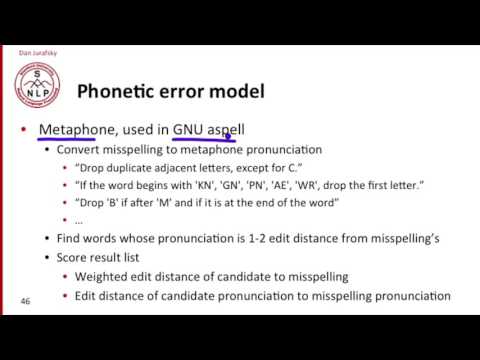 Dan Jurafsky
S
N LP
Phonetic error model
• Metaphone, used in GNU aspell
• Convert misspelling to metaphone pronunciation
• “Drop duplicate adjacent letters, except for C.”
• “If the word begins with 'KN', 'GN', 'PN', 'AE', 'WR', drop the first letter.”
• “Drop 'B' if after 'M' and if it is at the end of the word”
• …
• Find words whose pronunciation is 1-2 edit distance from misspelling’s
• Score result list
• Weighted edit distance of candidate to misspelling
• Edit distance of candidate pronunciation to misspelling pronunciation
46